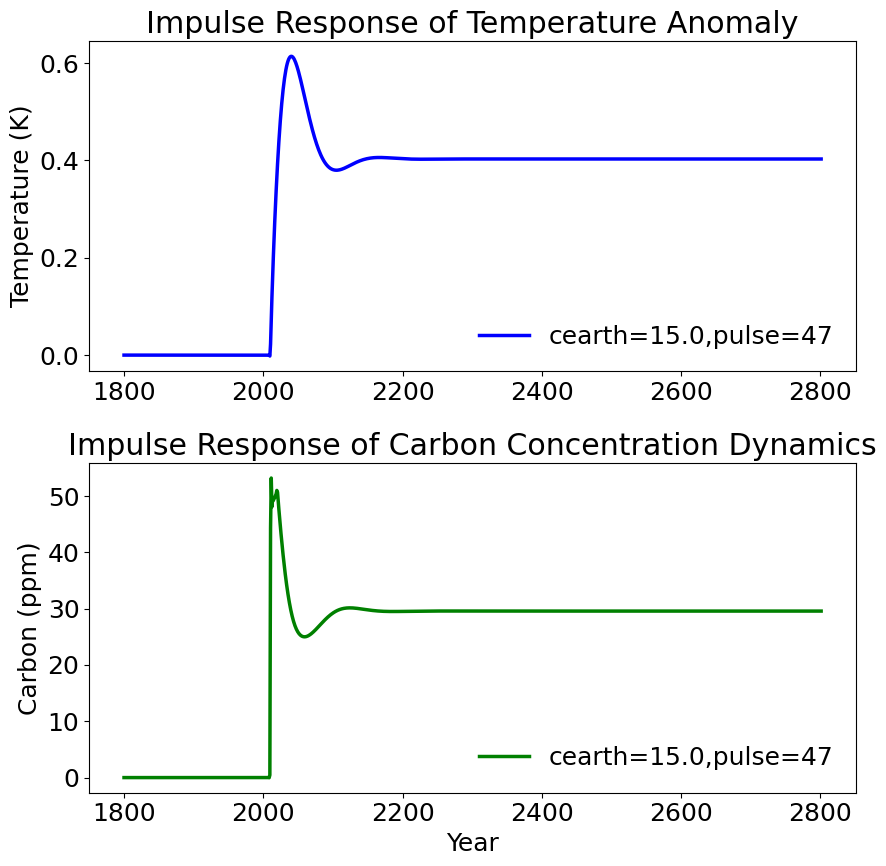 Impulse Response of Temperature Anomaly
Temperature (K)
0.6
0.4
0.2
0.0
cearth=15.0,pulse=47
1800 2000 2200 2400 2600 2800
Impulse Response of Carbon Concentration Dynamics
Carbon (ppm)
50
40
30
20
10
0
cearth=15.0,pulse=47
1800 2000 2200 2400 2600 2800
Year